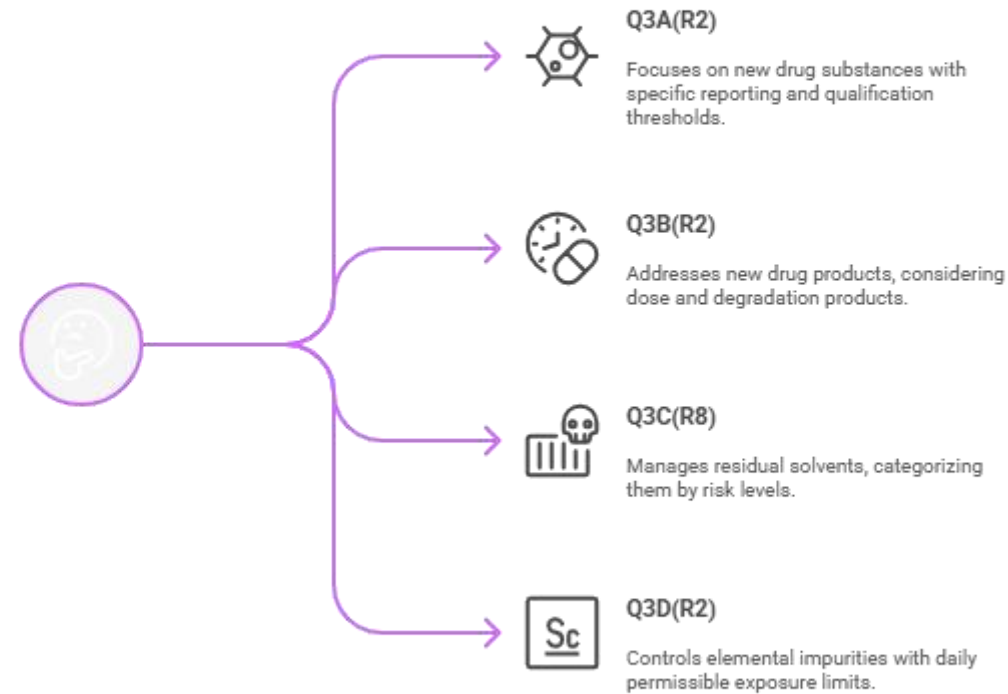 Q3A(R2)
Focuses on new drug substances with
specific reporting and qualification
thresholds.
Q3B(R2)
Addresses new drug products, considering
dose and degradation products.
Q3C(R8)
Manages residual solvents, categorizing
them by risk levels.
Sc
Q3D(R2)
Controls elemental impurities with daily
permissible exposure limits.